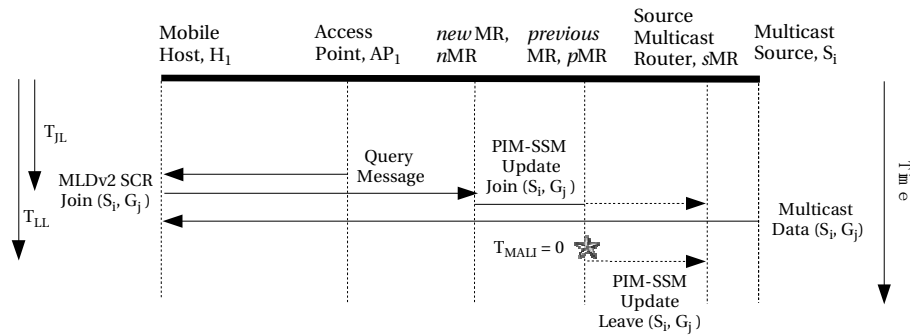 Mobile
Host, H1
Access
Point, AP1
new MR,
nMR
previous
MR, pMR
Source
Multicast
Router, sMR
Multicast
Source, Si
TJL
TLL
Query
Message
PIM-SSM
Update
Join (Si, Gj)
MLDv2 SCR
Join (Si, Gj)
Multicast
Data (Si, Gj)
TMALI = 0
PIM-SSM
Update
Leave (Si, Gj)
Time